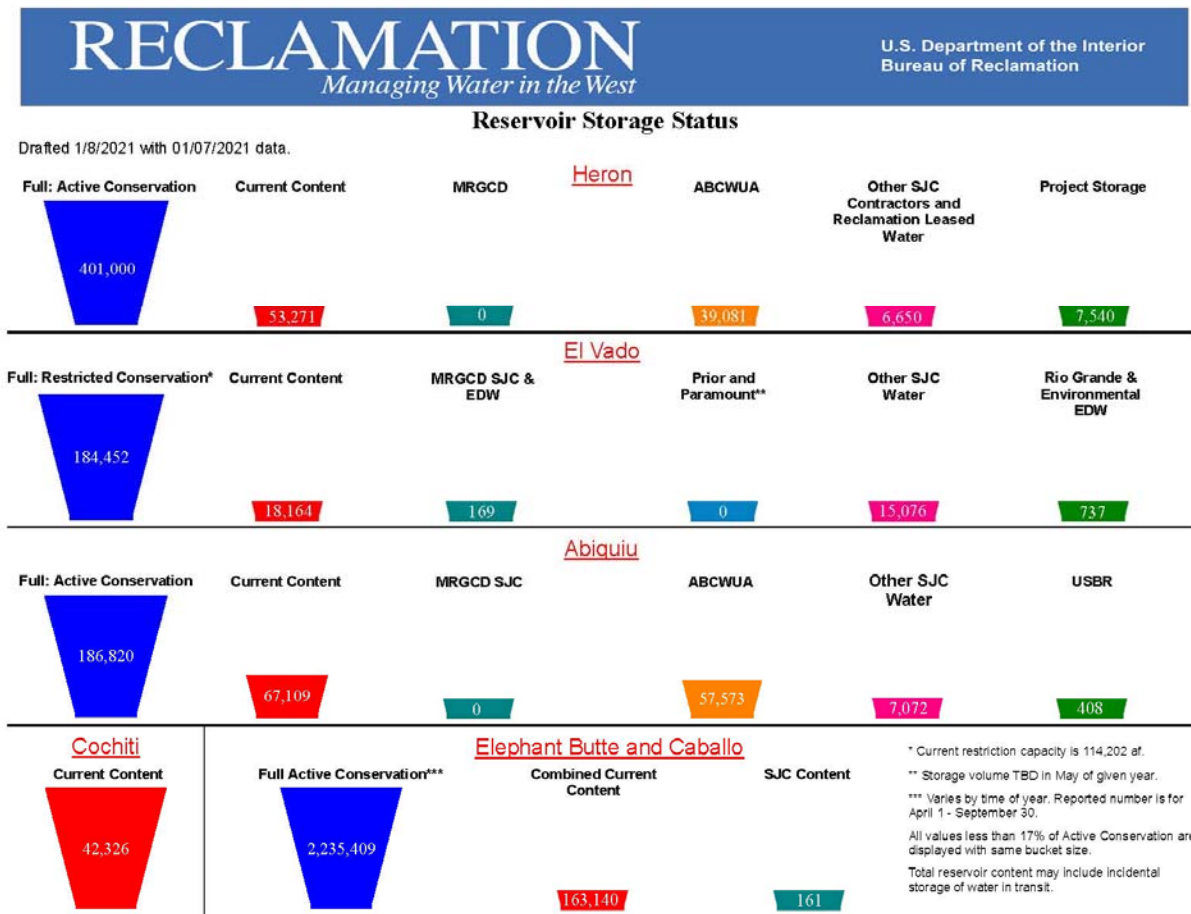 RECLAMATION
Managing Water in the West
U.S. Department of the Interior
Bureau of Reclamation
Reservoir Storage Status
Drafted 1/8/2021 with 01/07/2021 data.
Heron
Full: Active Conservation
Current Content
MRGCD
ABCWUA
Other SJC
Contractors and
Reclamation Leased
Water
Project Storage
401,000
53,271
0
39,081
6,650
7,540
El Vado
Full: Restricted Conservation*
Current Content
MRGCD SJC &
EDW
Prior and
Paramount**
Other SJC
Water
Rio Grande &
Environmental
EDW
184,452
18,164
169
0
15,076
737
Abiquiu
Full: Active Conservation
Current Content
MRGCD SJC
ABCWUA
Other SJC
Water
USBR
186,820
67,109
0
57,573
7,072
408
Cochiti
Current Content
42,326
Elephant Butte and Caballo
Full Active Conservation***
Combined Current
Content
SJC Content
2,235,409
163,140
161
* Current restriction capacity is 114,202 af.
** Storage volume TBD in May of given year.
*** Varies by time of year. Reported number is for
April 1 - September 30.
All values less than 17% of Active Conservation are
displayed with same bucket size.
Total reservoir content may include incidental
storage of water in transit.